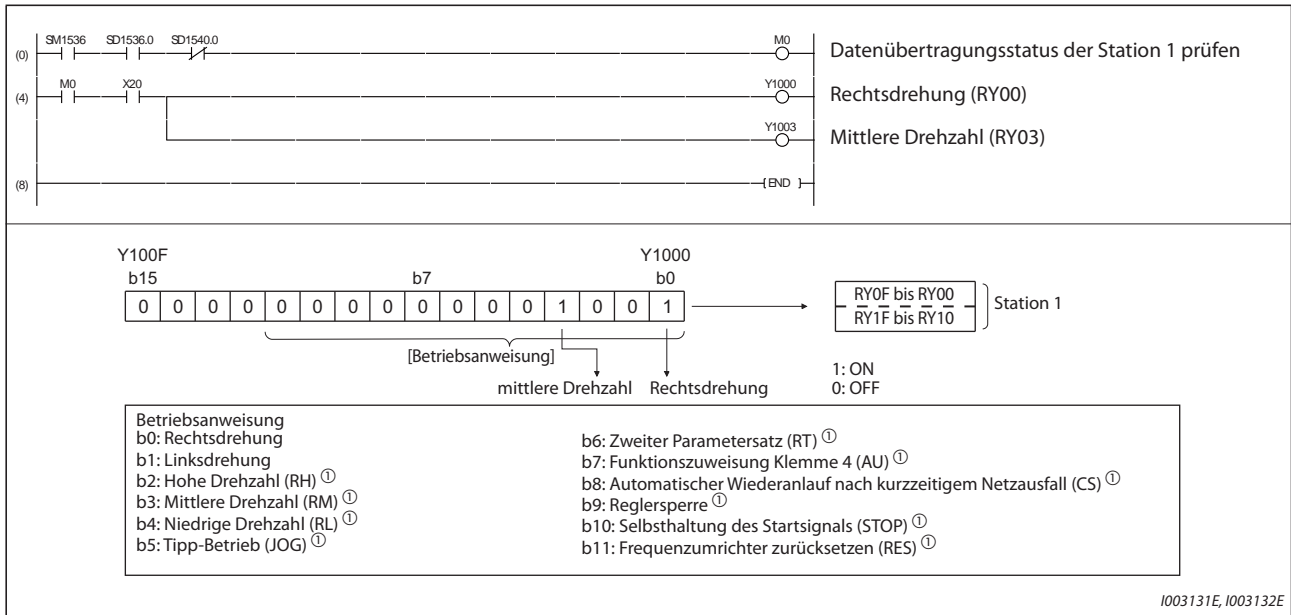 SM1536 SD1536.0 SD1540.0 M0
(0) Datenübertragungsstatus der Station 1 prüfen
M0 X20 Y1000
(4) Rechtsdrehung (RY00)
Y1003
Mittlere Drehzahl (RY03)
(8) END
Y100F Y1000
b15 b7 b0
0 0 0 0 0 0 0 0 0 0 0 0 1 0 0 1
RY0F bis RY00
RY1F bis RY10
Station 1
[Betriebsanweisung]
mittlere Drehzahl Rechtsdrehung
1: ON
0: OFF
Betriebsanweisung
b0: Rechtsdrehung
b1: Linksdrehung
b2: Hohe Drehzahl (RH) ①
b3: Mittlere Drehzahl (RM) ①
b4: Niedrige Drehzahl (RL) ①
b5: Tipp-Betrieb (JOG) ①
b6: Zweiter Parametersatz (RT) ①
b7: Funktionszuweisung Klemme 4 (AU) ①
b8: Automatischer Wiederanlauf nach kurzzeitigem Netzausfall (CS) ①
b9: Reglersperre ①
b10: Selbsthaltung des Startsignals (STOP) ①
b11: Frequenzumrichter zurücksetzen (RES) ①
I003131E, I003132E